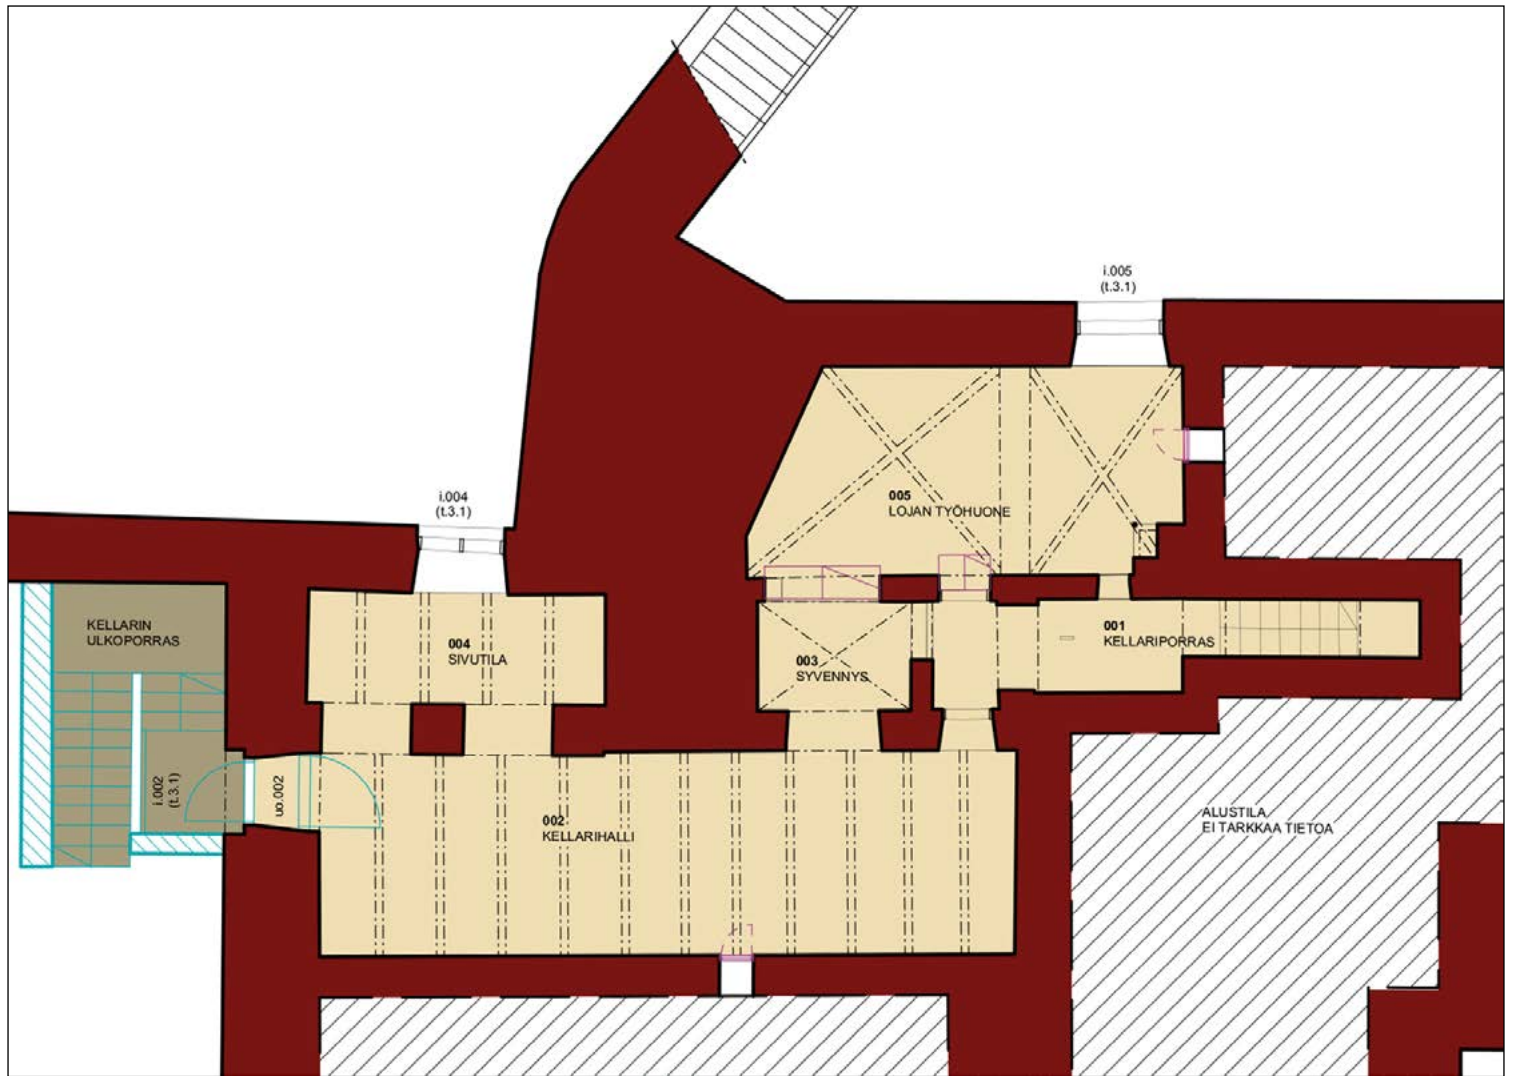 i.005
(t.3.1)
i.004
(t.3.1)
005
LOJAN TYÖHUONE
KELLARIN
ULKOPORRAS
004
SIVUTILA
003
SYVENNYS
001
KELLARIPORRAS
i.002
(t.3.1)
uo.002
002
KELLARIHALLI
ALUSTILA
EI TARKKAA TIETOA